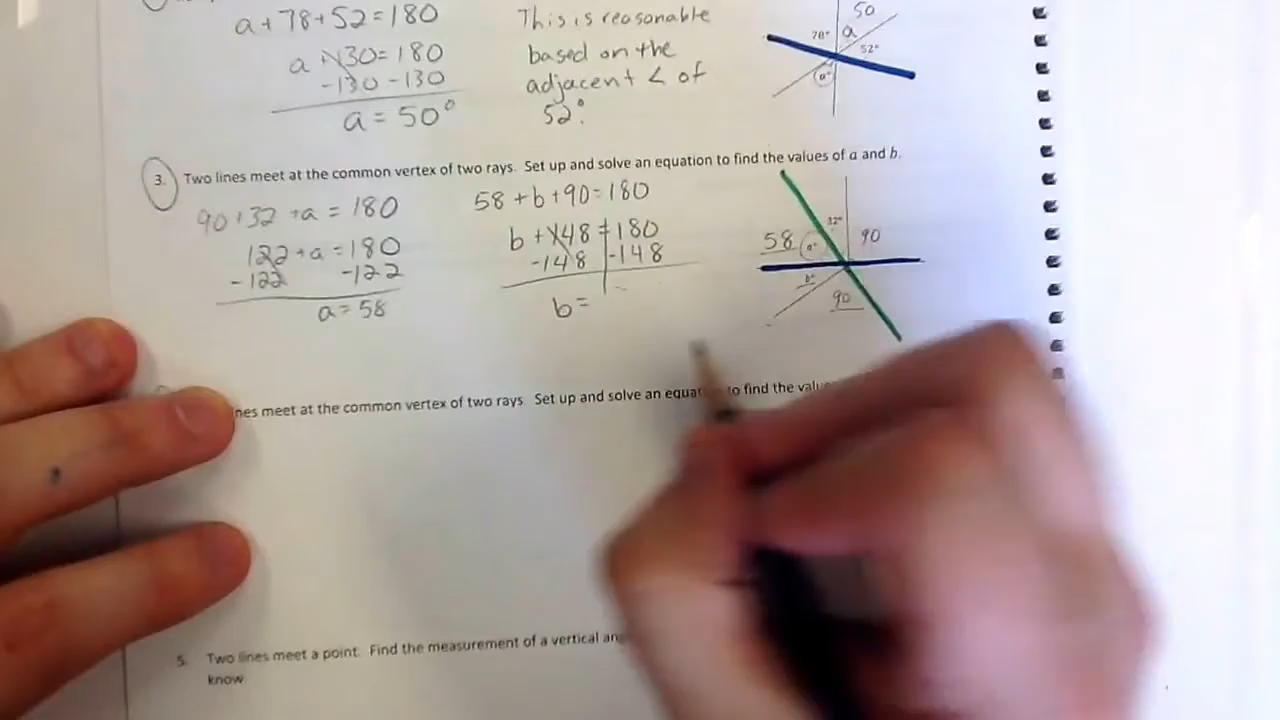 a + 78 + 52 = 180
a + 130 = 180
-130 -130
a = 50°
This is reasonable
based on the
adjacent < of
52°.
50
78° a
52°
a°
3. Two lines meet at the common vertex of two rays. Set up and solve an equation to find the values of a and b.
90 + 32 + a = 180
122 + a = 180
-122 -122
a = 58
58 + b + 90 = 180
b + 148 = 180
-148 -148
b =
32°
58 a° 90
b°
90
nes meet at the common vertex of two rays. Set up and solve an equa to find the valu
5. Two lines meet a point. Find the measurement of a vertical an
know